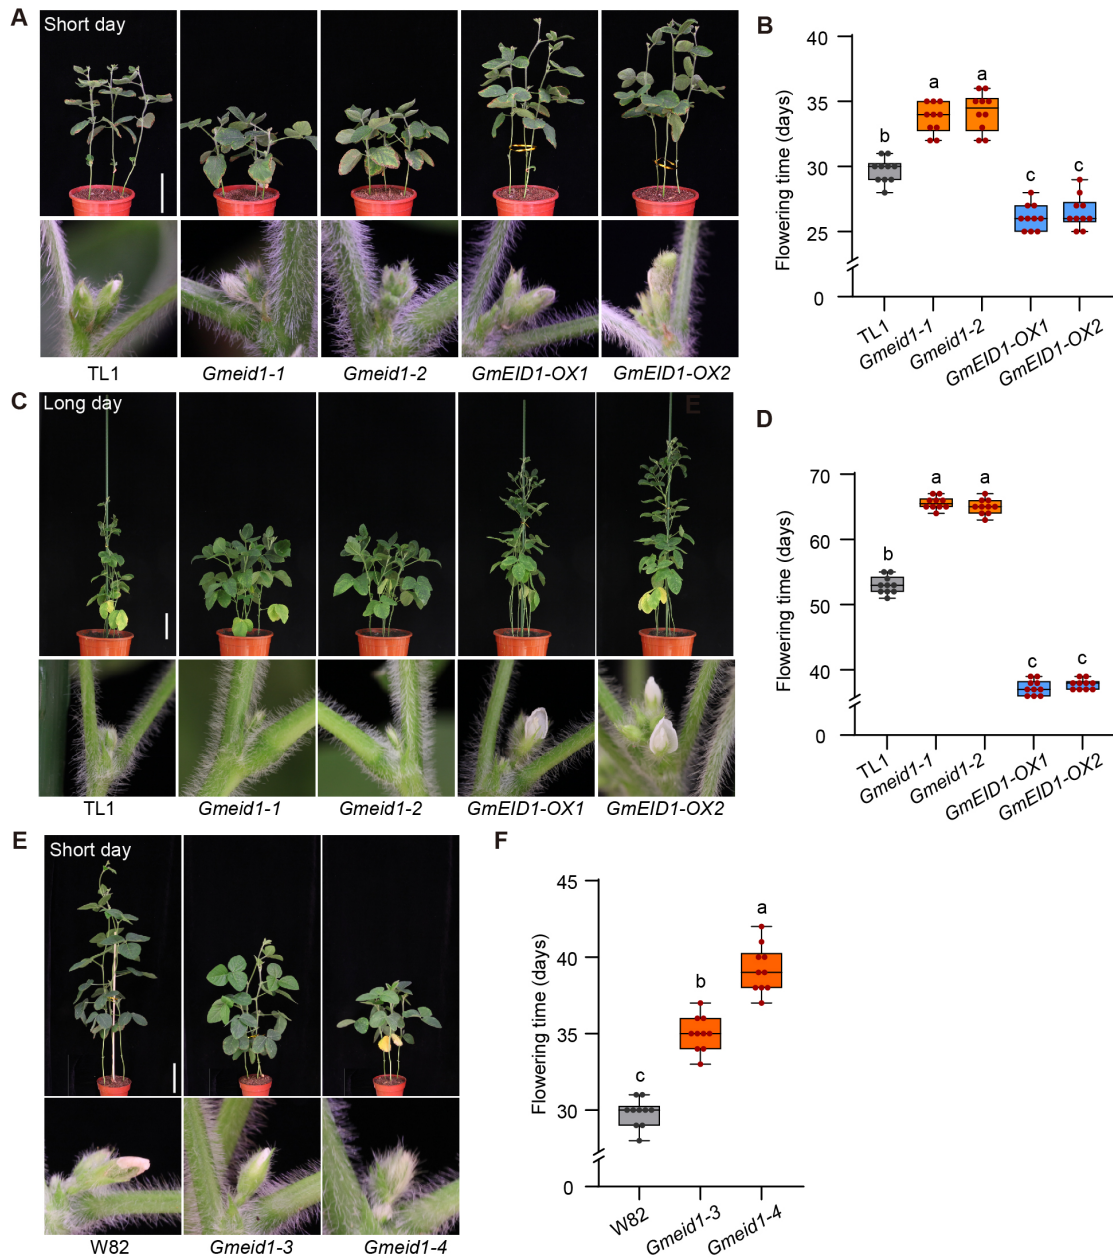 A
Short day
TL1
Gmeid1-1
Gmeid1-2
GmEID1-OX1
GmEID1-OX2
B
Flowering time (days)
40
35
30
25
0
b
a
a
c
c
TL1
Gmeid1-1
Gmeid1-2
GmEID1-OX1
GmEID1-OX2
C
Long day
E
TL1
Gmeid1-1
Gmeid1-2
GmEID1-OX1
GmEID1-OX2
D
Flowering time (days)
70
60
50
40
0
b
a
a
c
c
TL1
Gmeid1-1
Gmeid1-2
GmEID1-OX1
GmEID1-OX2
E
Short day
W82
Gmeid1-3
Gmeid1-4
F
Flowering time (days)
45
40
35
30
0
c
b
a
W82
Gmeid1-3
Gmeid1-4